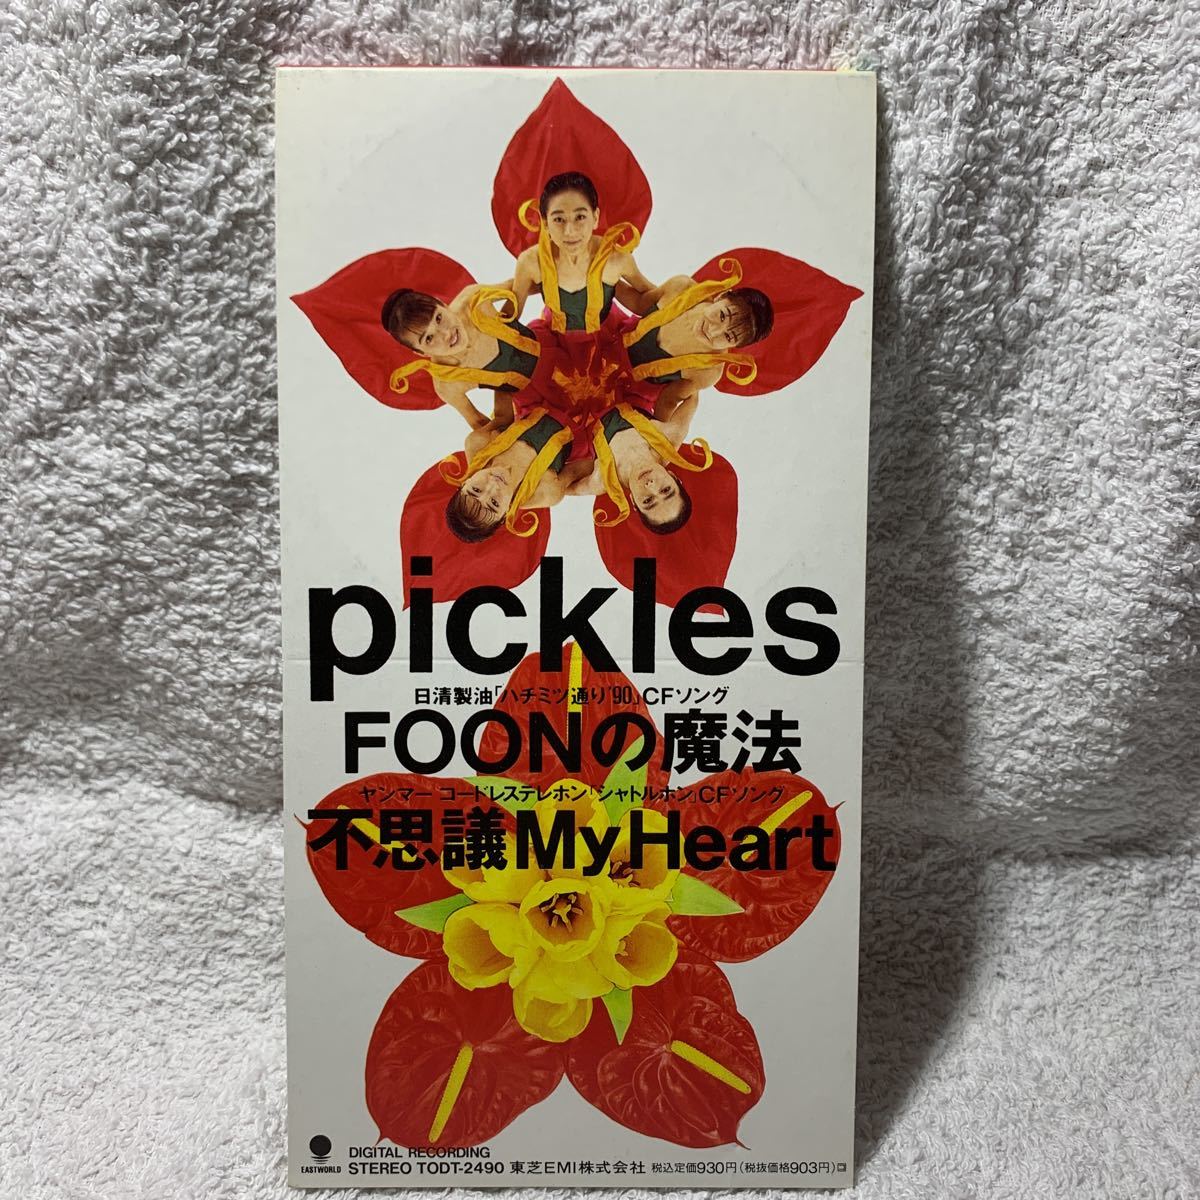 pickles
日清製油「ハチミツ通り'90」CFソング
FOONの魔法
ヤンマー コードレステレホン「シャトルホン」CFソング
不思議My Heart
EASTWORLD
DIGITAL RECORDING
STEREO TODT-2490 東芝EMI株式会社 税込定価930円(税抜価格903円)